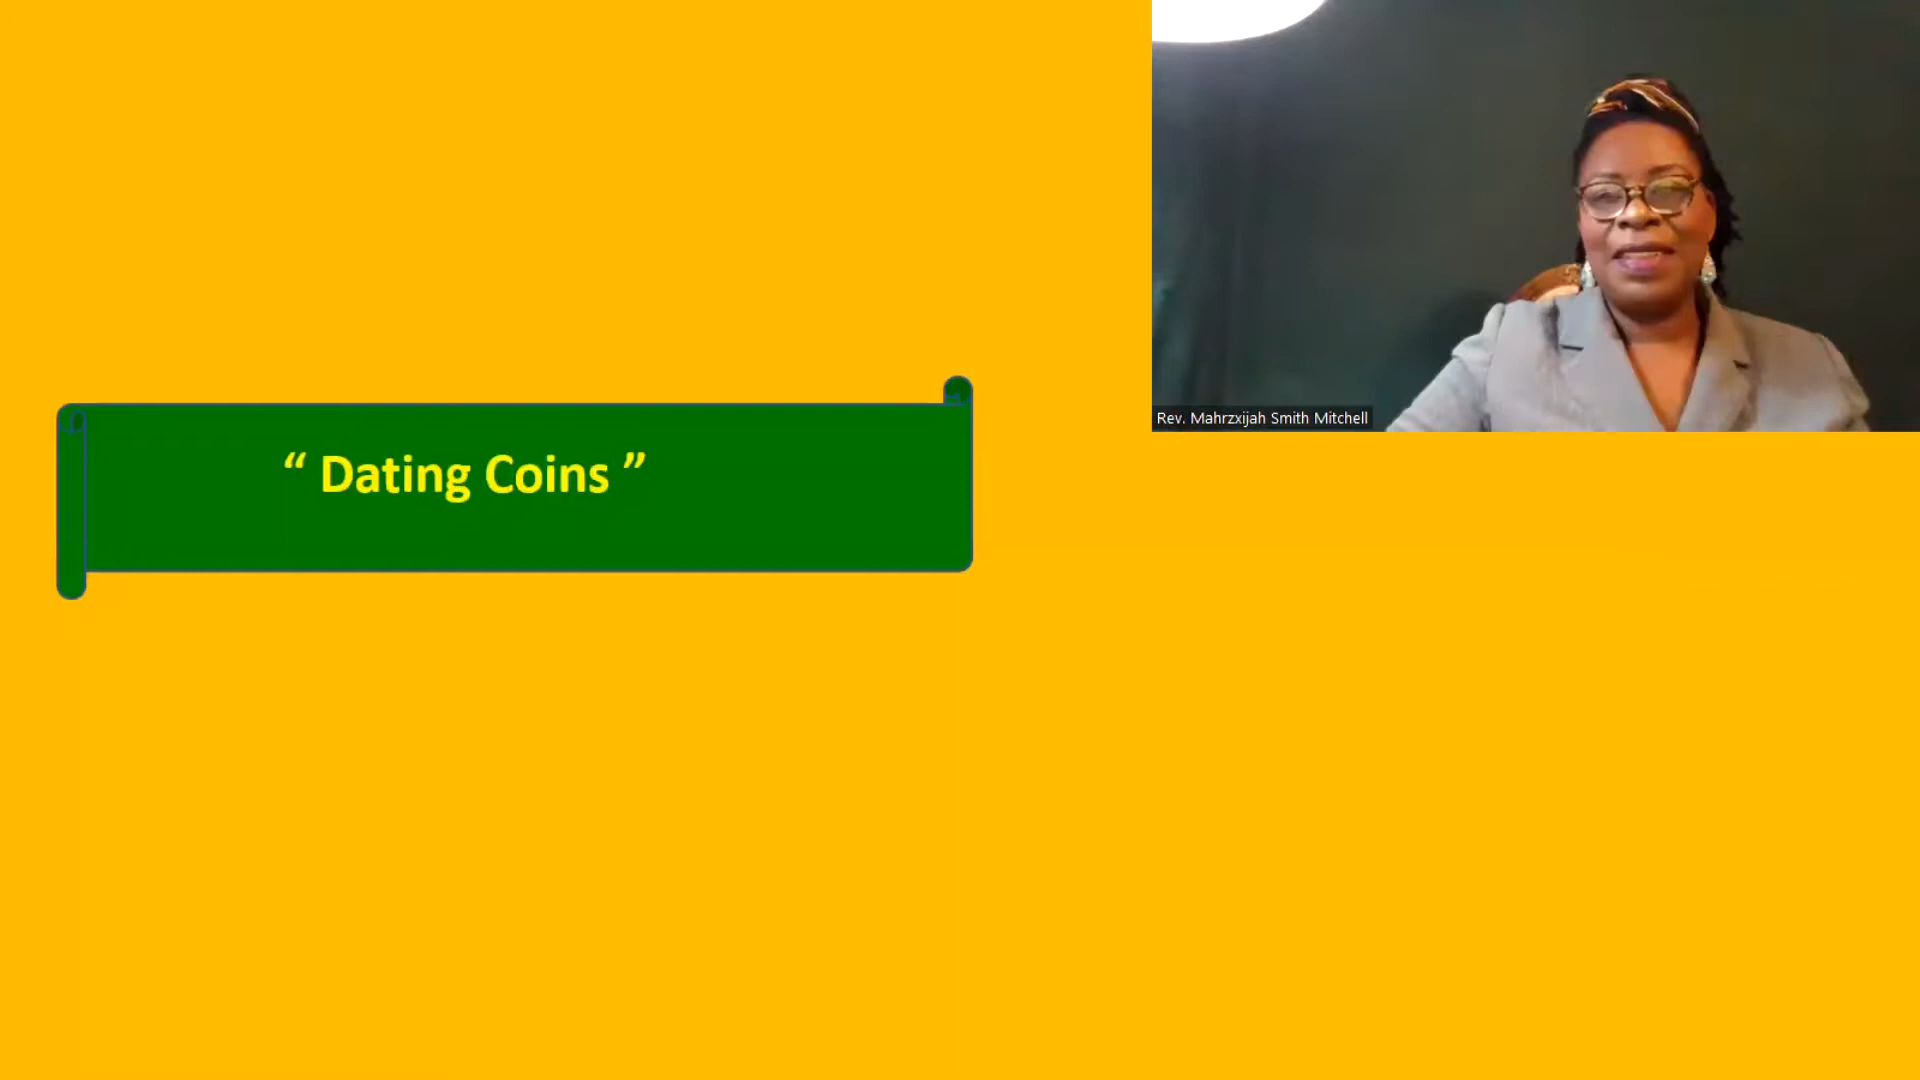 “ Dating Coins ”
Rev. Mahrzxijah Smith Mitchell